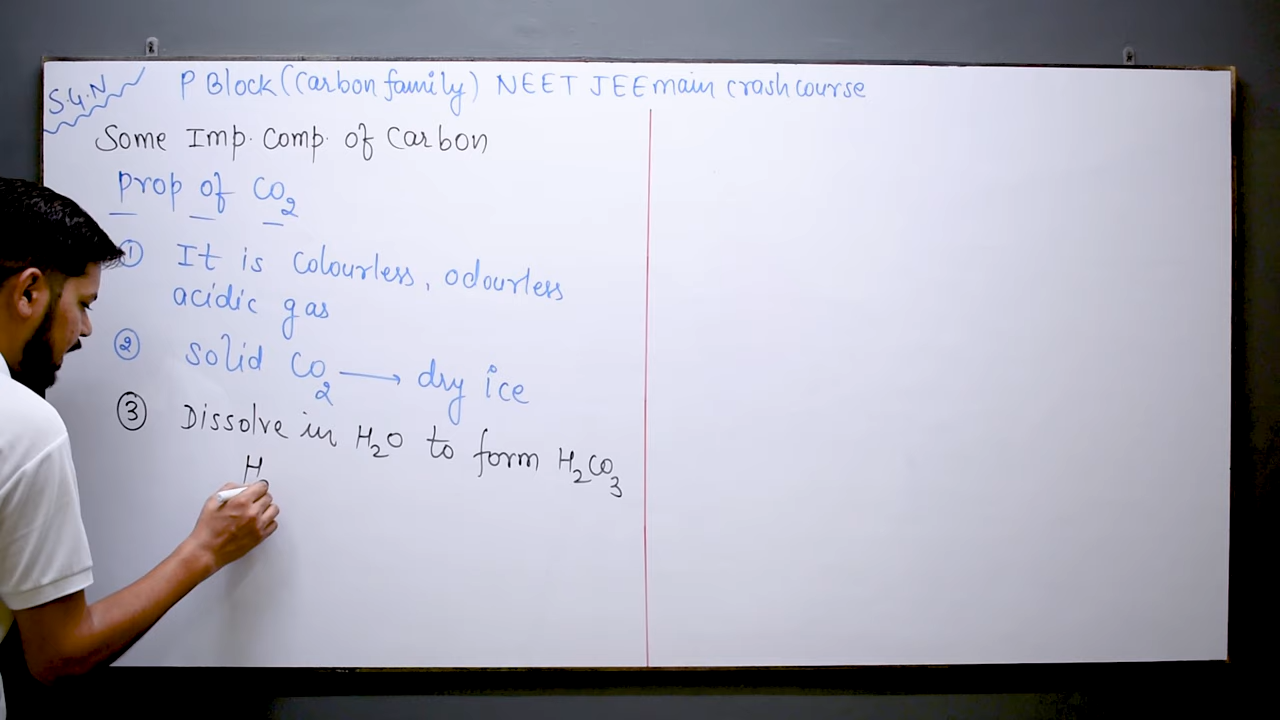 S.G.N
P Block (Carbon family) NEET JEE main crash course
Some Imp. Comp. of Carbon
prop of CO2
① It is Colourless, odourless
acidic gas
② solid CO2 → dry ice
③ Dissolve in H2O to form H2CO3
H